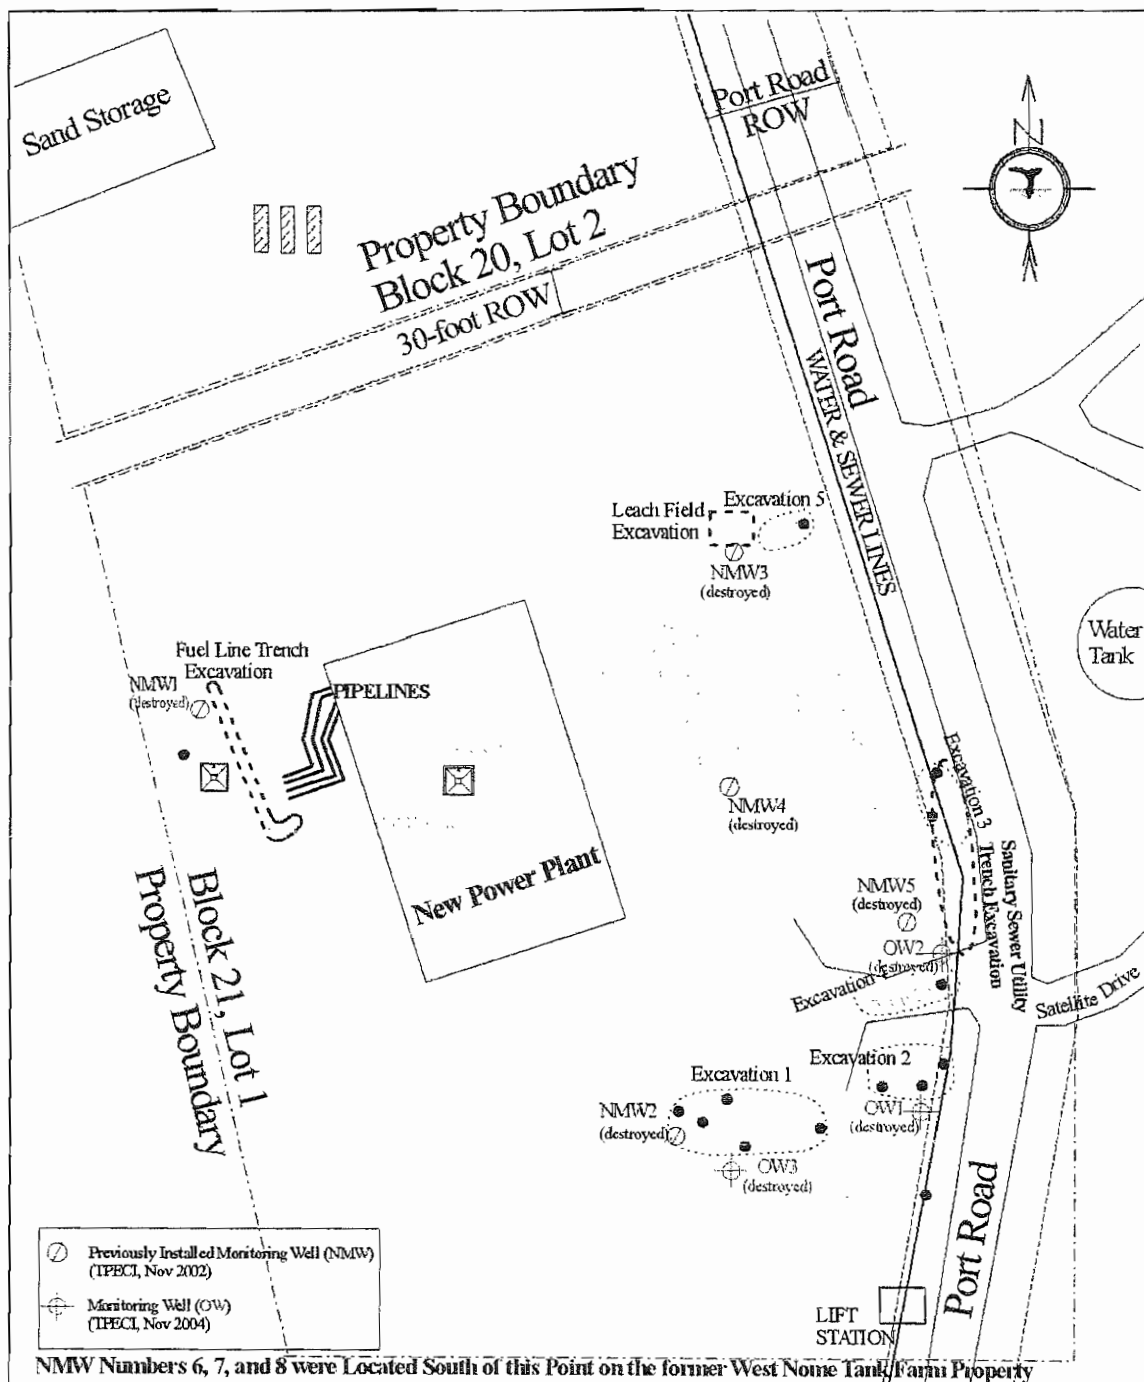 Sand Storage
Port Road
ROW
N
Property Boundary
Block 20, Lot 2
30-foot ROW
Port Road
WATER & SEWER LINES
Leach Field
Excavation
Excavation 5
NMW3
(destroyed)
Water
Tank
Fuel Line Trench
Excavation
NMW1
(destroyed)
PIPELINES
NMW4
(destroyed)
Excavation 3
Sanitary Sewer Utility
Trench Excavation
New Power Plant
NMW5
(destroyed)
OW2
(destroyed)
Excavation
Satellite Drive
Block 21, Lot 1
Property Boundary
Excavation 2
Excavation 1
NMW2
(destroyed)
OW1
(destroyed)
OW3
(destroyed)
Port Road
LIFT
STATION
Previously Installed Monitoring Well (NMW)
(TPECI, Nov 2002)
Monitoring Well (OW)
(TPECI, Nov 2004)
NMW Numbers 6, 7, and 8 were Located South of this Point on the former West Nome Tank Farm Property